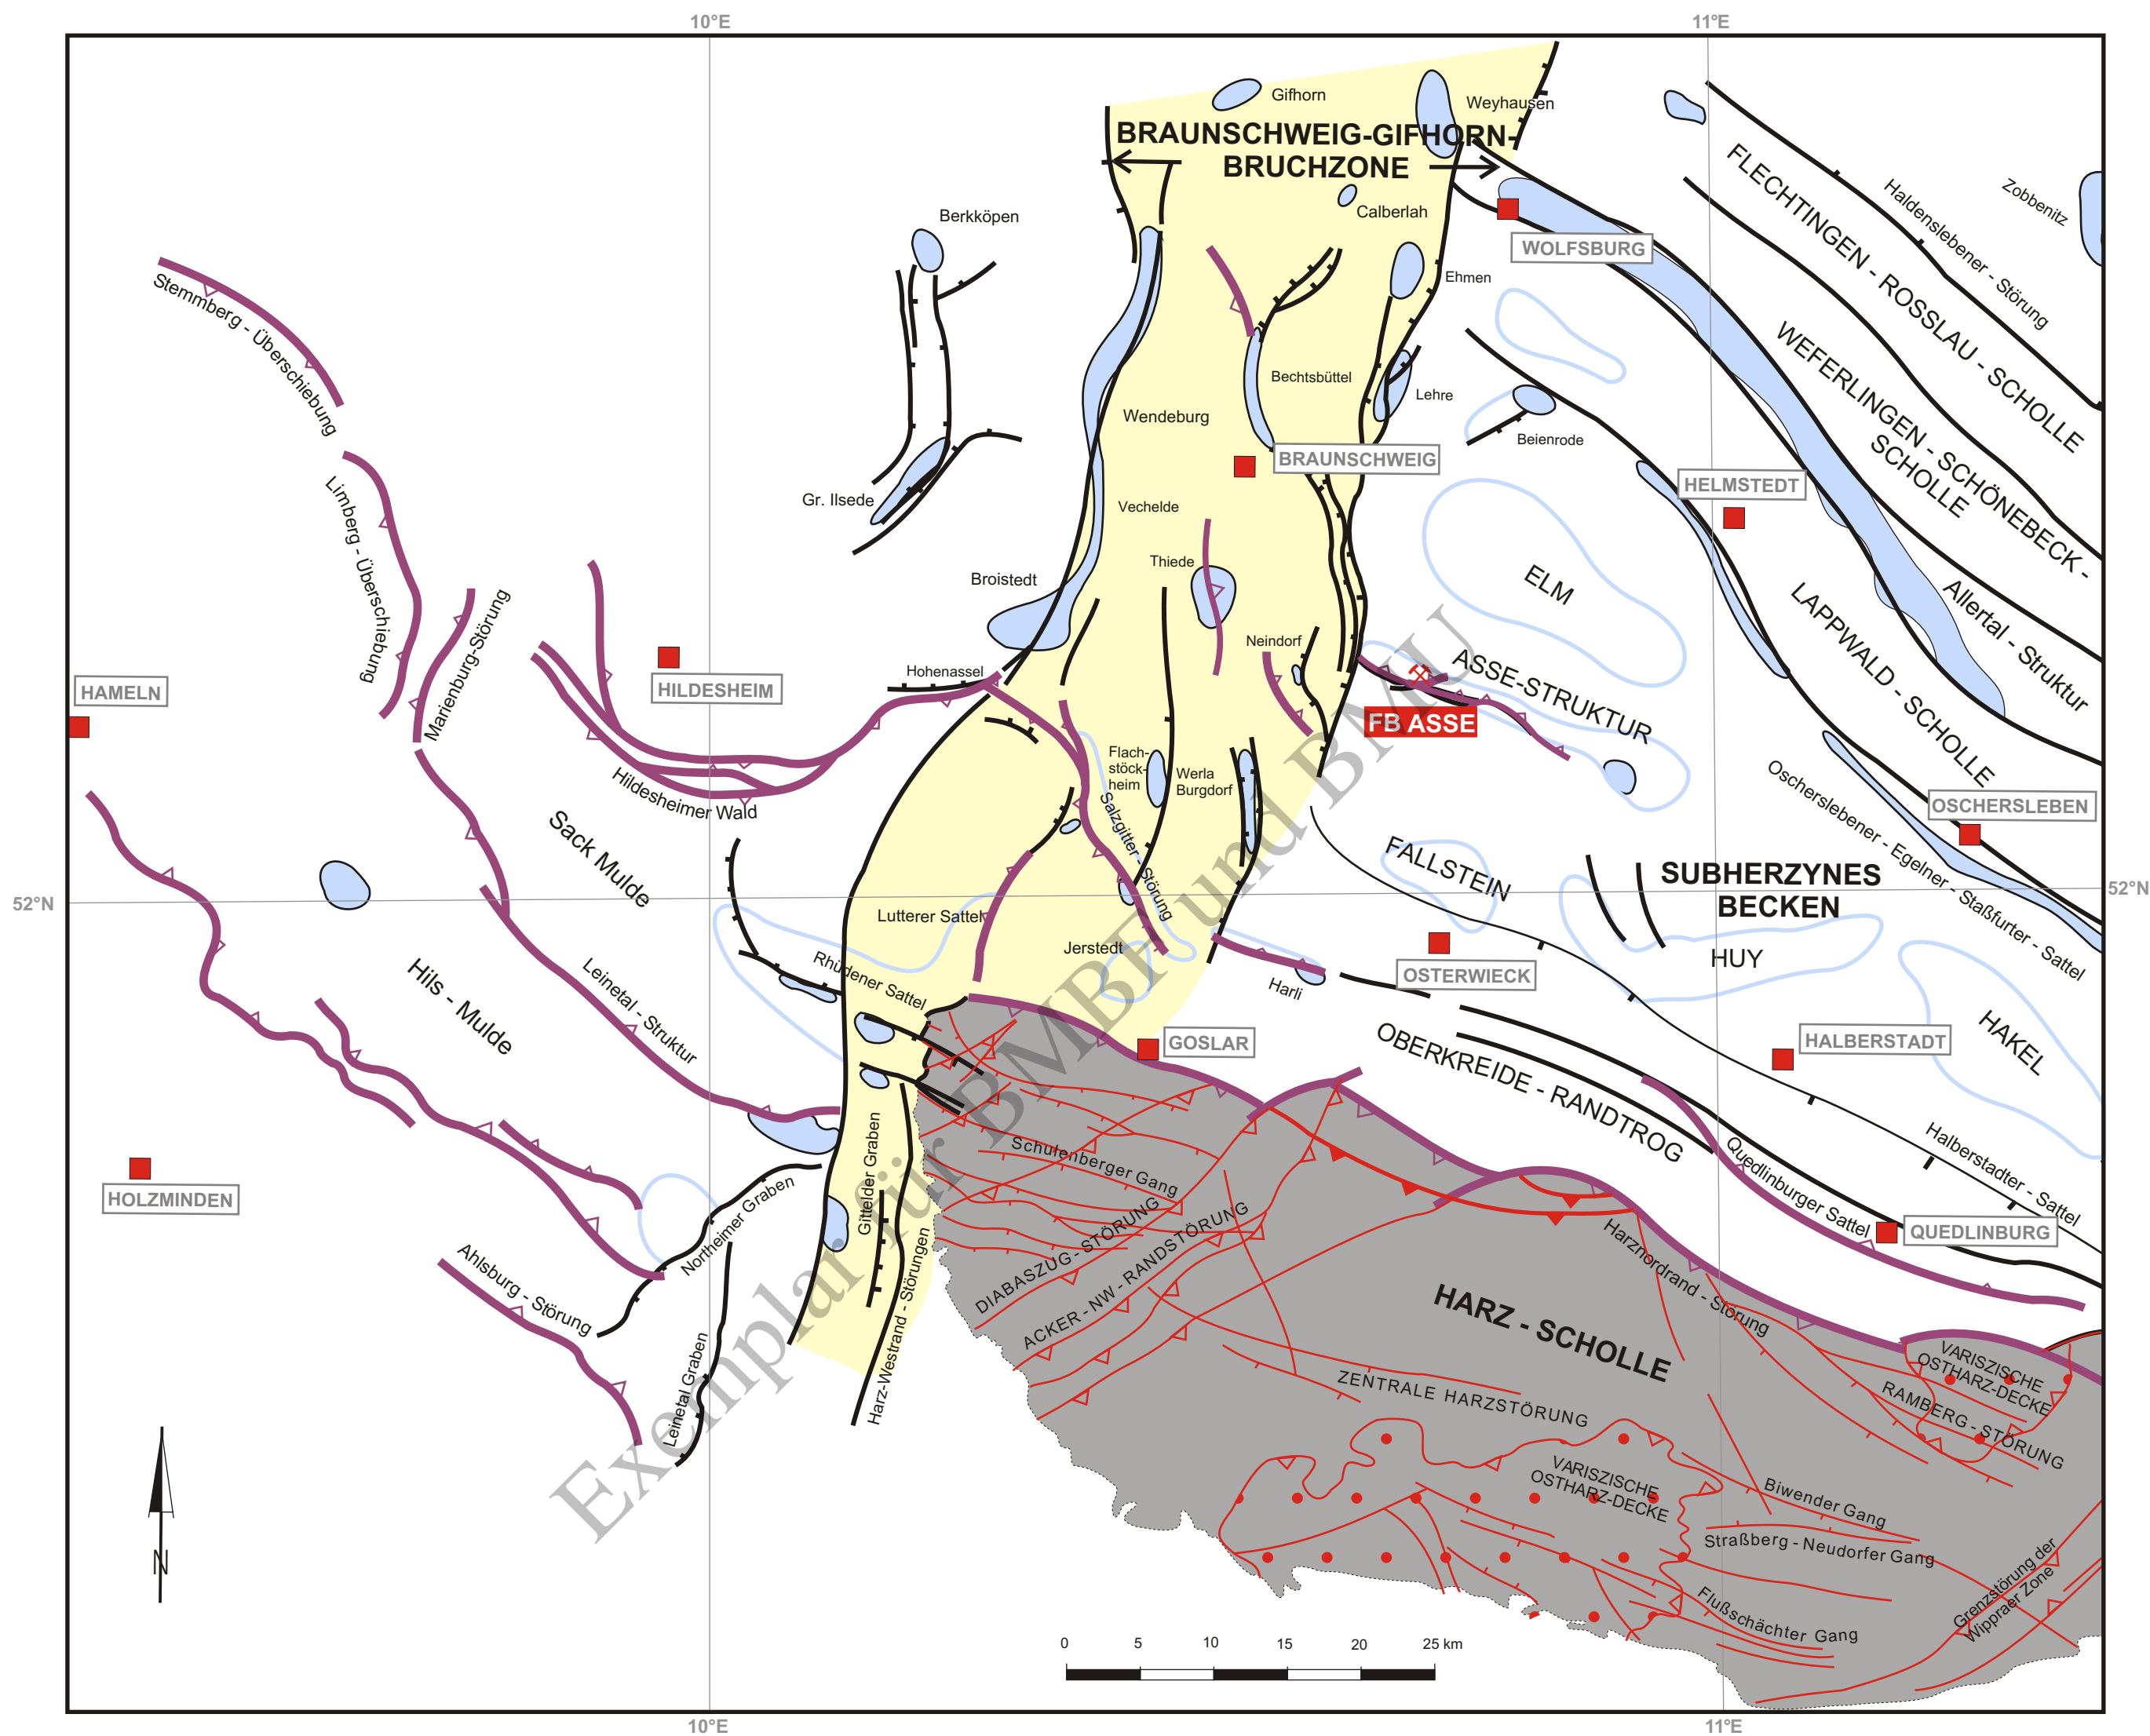 10°E
11°E
Gifhorn
Weyhausen
BRAUNSCHWEIG-GIFHORN-
BRUCHZONE
Calberlah
Berkköpen
WOLFSBURG
Ehmen
FLECHTINGEN - ROSSLAU - SCHOLLE
Haldenslebener - Störung
Zobbenitz
Stemmberg - Überschiebung
WEFERLINGEN - SCHÖNEBECK -
SCHOLLE
Bechtsbüttel
Lehre
Wendeburg
Beienrode
BRAUNSCHWEIG
HELMSTEDT
Gr. Ilsede
Vechelde
Limberg - Überschiebung
Thiede
Broistedt
ELM
Allertal - Struktur
LAPPWALD - SCHOLLE
Marienburg-Störung
Neindorf
Hohenassel
HAMELN
HILDESHEIM
ASSE-STRUKTUR
FB ASSE
Flach-
stöck-
heim
Werla
Burgdorf
Hildesheimer Wald
Salzgitter - Störung
OSCHERSLEBEN
Oscherslebener - Egelner - Staßfurter - Sattel
Sack Mulde
FALLSTEIN
SUBHERZYNES
BECKEN
52°N
52°N
Lutterer Sattel
Jerstedt
HUY
Rhüdener Sattel
Harli
OSTERWIECK
Hils - Mulde
Leinetal - Struktur
GOSLAR
HALBERSTADT
HAKEL
OBERKREIDE - RANDTROG
Schulenberger Gang
Quedlinburger Sattel
Halberstadter - Sattel
HOLZMINDEN
Gittelder Graben
Northeimer Graben
QUEDLINBURG
DIABASZUG - STÖRUNG
ACKER - NW - RANDSTÖRUNG
Harznordrand - Störung
Ahlsburg - Störung
Harz-Westrand - Störungen
Leinetal Graben
HARZ - SCHOLLE
VARISZISCHE
OSTHARZ-DECKE
ZENTRALE HARZSTÖRUNG
RAMBERG - STÖRUNG
VARISZISCHE
OSTHARZ-DECKE
Biwender Gang
Straßberg - Neudorfer Gang
Grenzstörung der
Wippraer Zone
Flußschächter Gang
N
0 5 10 15 20 25 km
10°E
11°E
Exemplar für BMBF und BMU